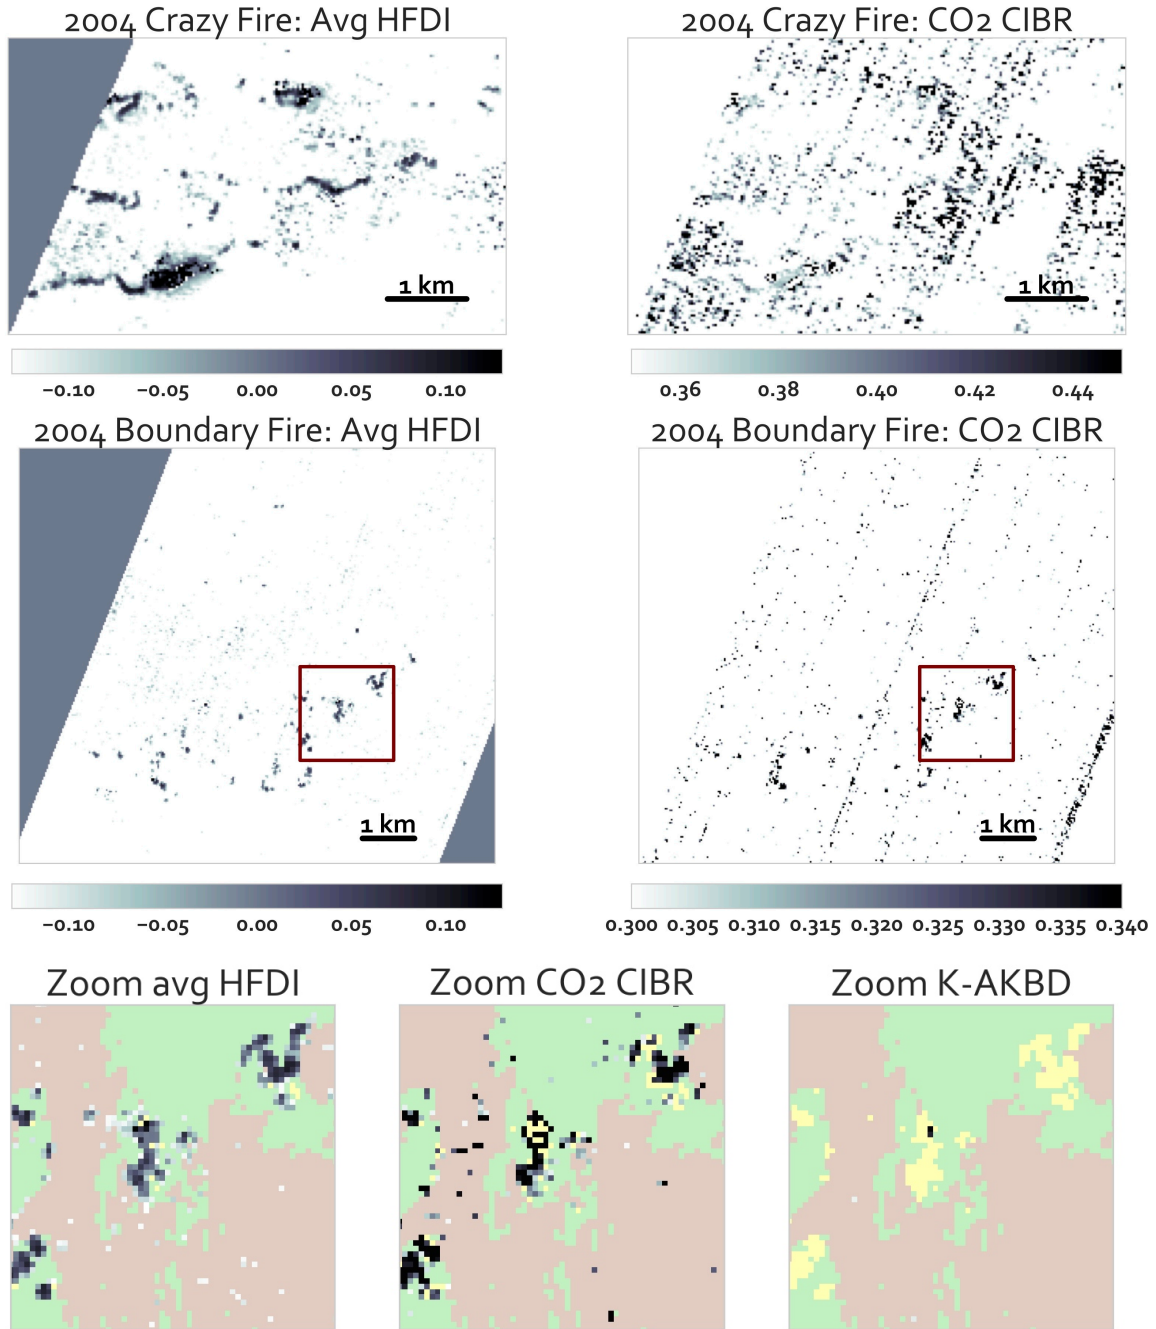 2004 Crazy Fire: Avg HFDI
2004 Crazy Fire: CO2 CIBR
1 km
1 km
−0.10 −0.05 0.00 0.05 0.10
0.36 0.38 0.40 0.42 0.44
2004 Boundary Fire: Avg HFDI
2004 Boundary Fire: CO2 CIBR
1 km
1 km
−0.10 −0.05 0.00 0.05 0.10
0.300 0.305 0.310 0.315 0.320 0.325 0.330 0.335 0.340
Zoom avg HFDI
Zoom CO2 CIBR
Zoom K-AKBD